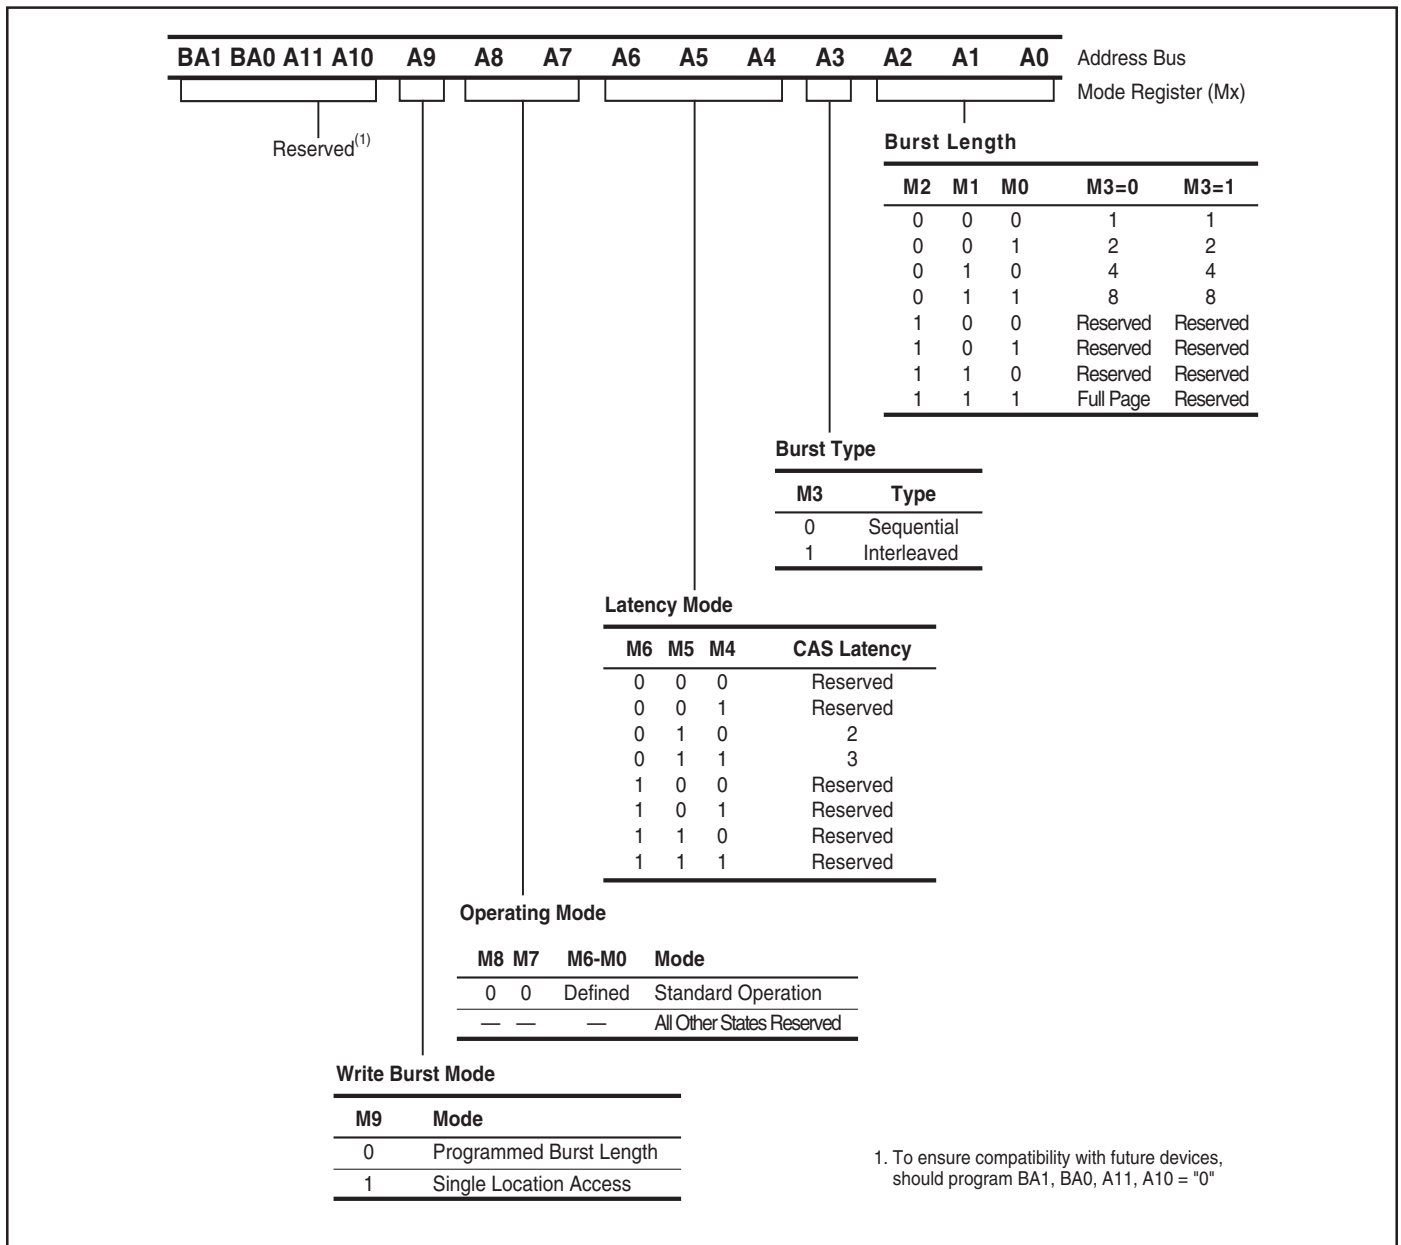 BA1 BA0 A11 A10 A9 A8 A7 A6 A5 A4 A3 A2 A1 A0 Address Bus
Mode Register (Mx)
Reserved(1)
Burst Length
M2 M1 M0 M3=0 M3=1
0 0 0 1 1
0 0 1 2 2
0 1 0 4 4
0 1 1 8 8
1 0 0 Reserved Reserved
1 0 1 Reserved Reserved
1 1 0 Reserved Reserved
1 1 1 Full Page Reserved
Burst Type
M3 Type
0 Sequential
1 Interleaved
Latency Mode
M6 M5 M4 CAS Latency
0 0 0 Reserved
0 0 1 Reserved
0 1 0 2
0 1 1 3
1 0 0 Reserved
1 0 1 Reserved
1 1 0 Reserved
1 1 1 Reserved
Operating Mode
M8 M7 M6-M0 Mode
0 0 Defined Standard Operation
— — — All Other States Reserved
Write Burst Mode
M9 Mode
0 Programmed Burst Length
1 Single Location Access
1. To ensure compatibility with future devices,
should program BA1, BA0, A11, A10 = "0"